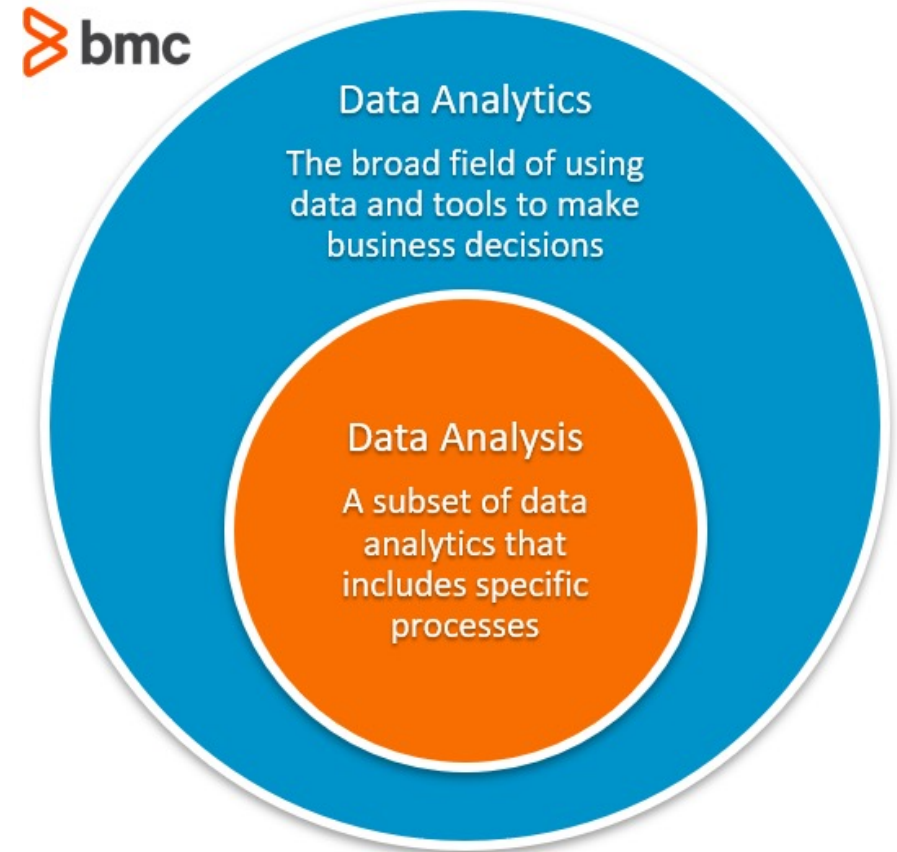 bmc
Data Analytics
The broad field of using
data and tools to make
business decisions
Data Analysis
A subset of data
analytics that
includes specific
processes